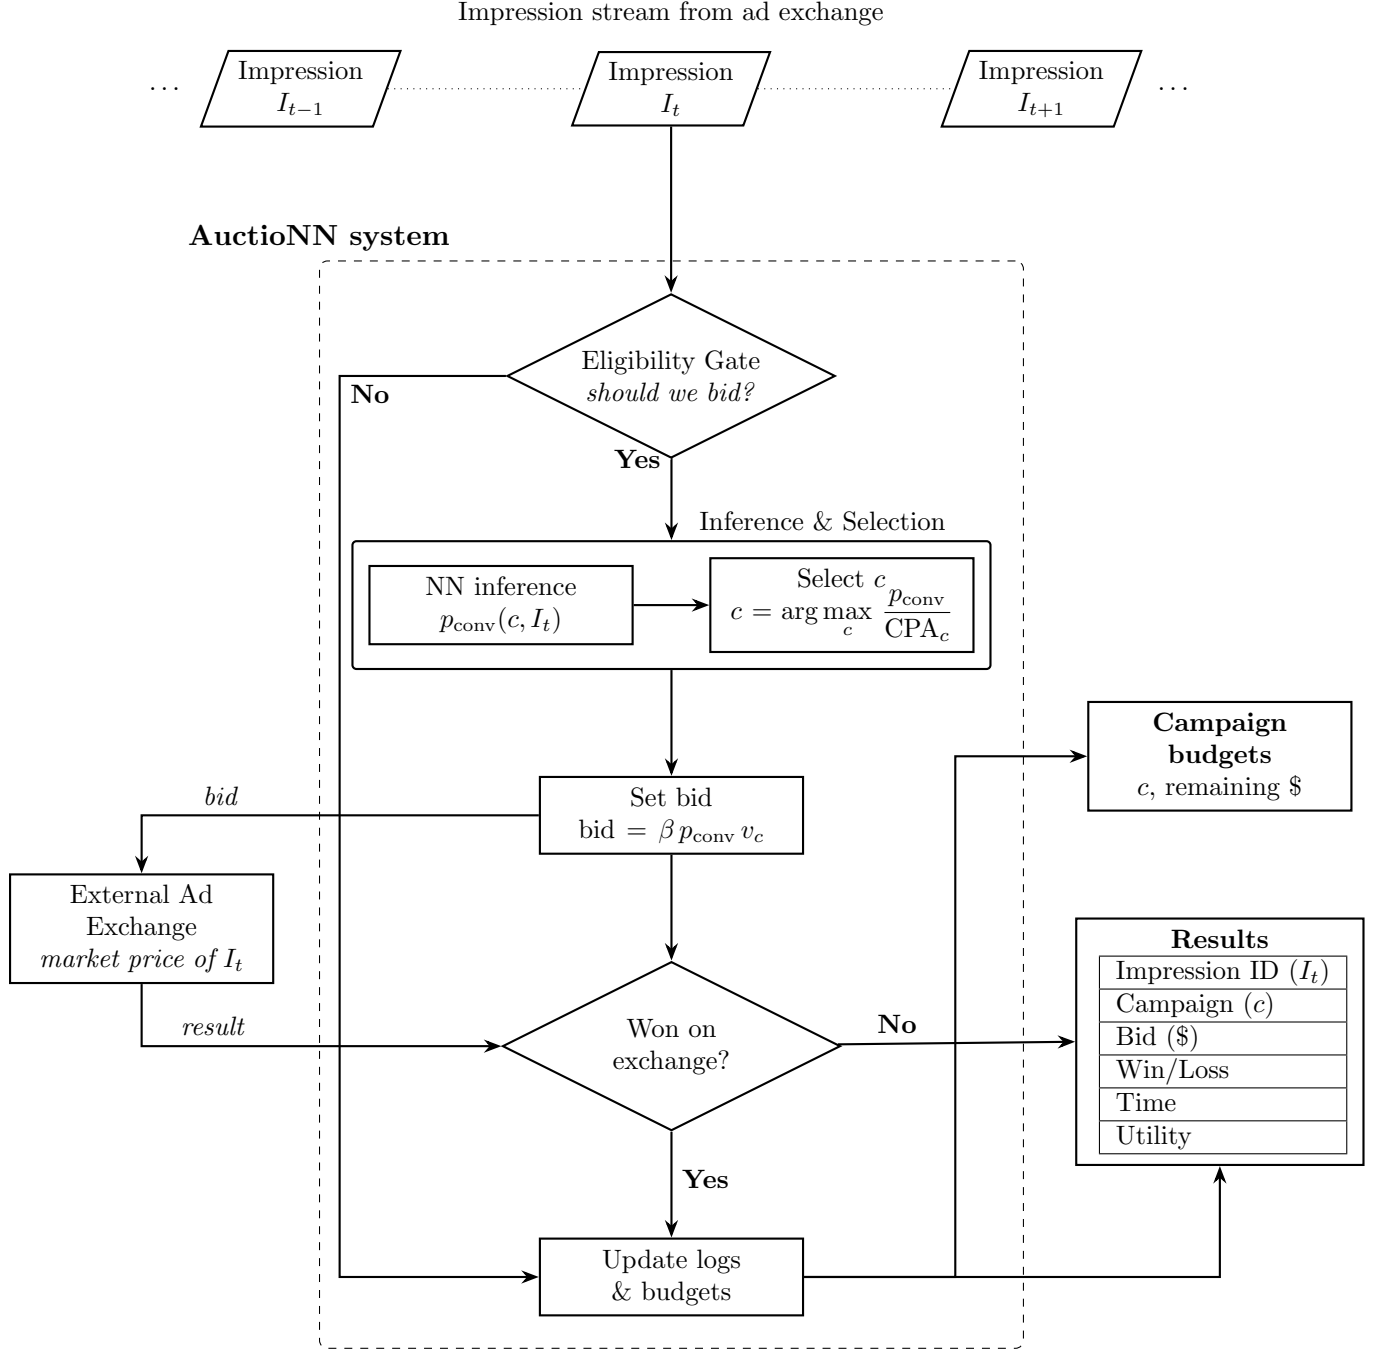 Impression stream from ad exchange
...
Impression
I_{t−1}
Impression
I_t
Impression
I_{t+1}
...
AuctioNN system
Eligibility Gate
should we bid?
No
Yes
Inference & Selection
NN inference
p_conv(c, I_t)
Select c
c = arg max_c p_conv / CPA_c
Campaign
budgets
c, remaining $
bid
Set bid
bid = β p_conv v_c
External Ad
Exchange
market price of I_t
result
Won on
exchange?
No
Results
Impression ID (I_t)
Campaign (c)
Bid ($)
Win/Loss
Time
Utility
Yes
Update logs
& budgets